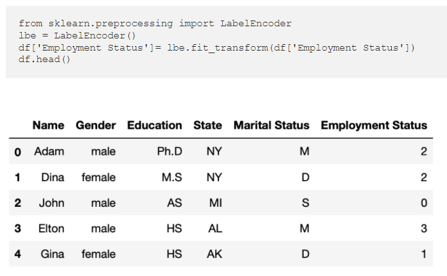 from sklearn.preprocessing import LabelEncoder
lbe = LabelEncoder()
df['Employment Status']= lbe.fit_transform(df['Employment Status'])
df.head()
Name Gender Education State Marital Status Employment Status
0 Adam male Ph.D NY M 2
1 Dina female M.S NY D 2
2 John male AS MI S 0
3 Elton male HS AL M 3
4 Gina female HS AK D 1